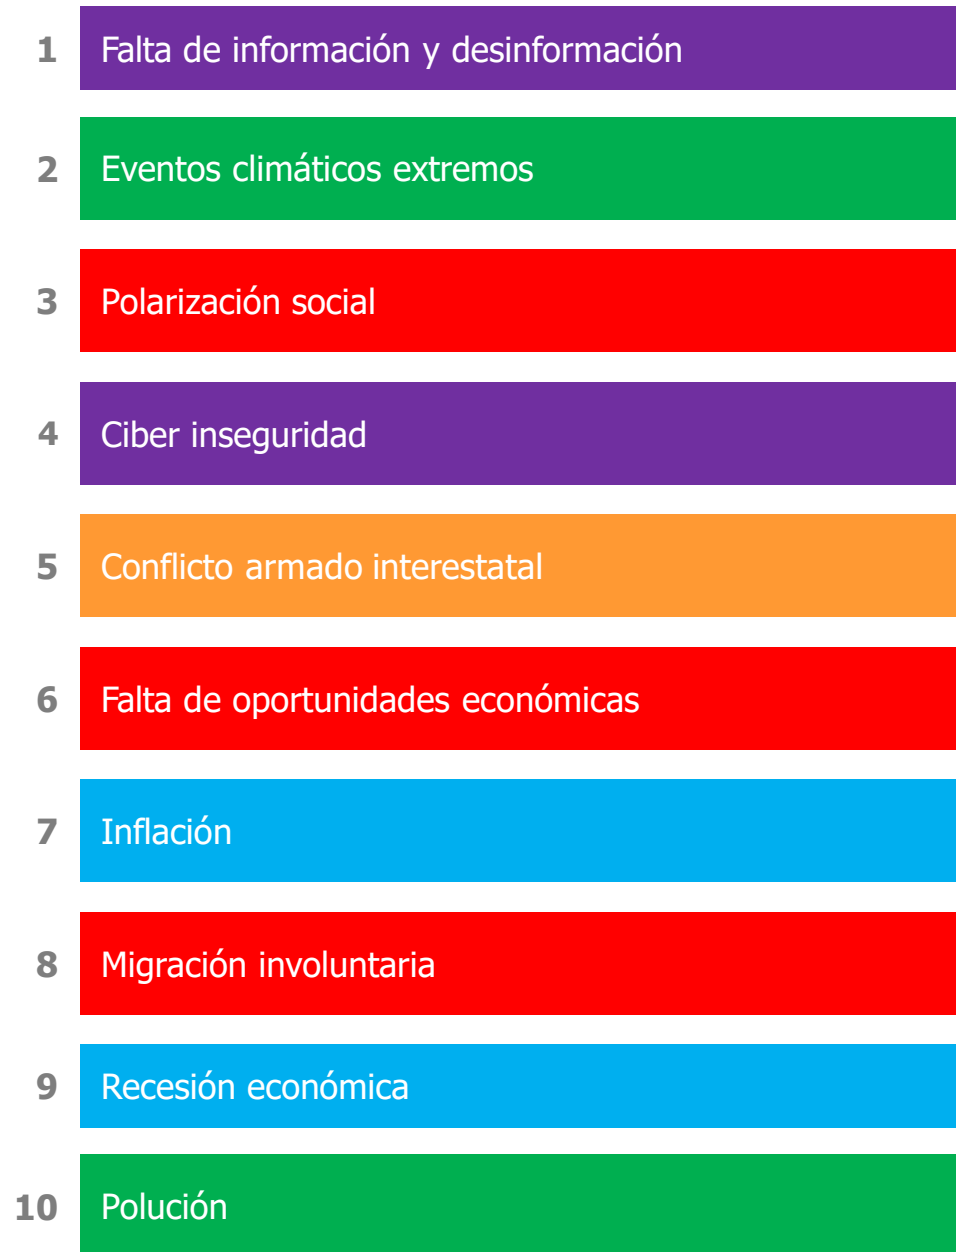 1 Falta de información y desinformación
2 Eventos climáticos extremos
3 Polarización social
4 Ciber inseguridad
5 Conflicto armado interestatal
6 Falta de oportunidades económicas
7 Inflación
8 Migración involuntaria
9 Recesión económica
10 Polución